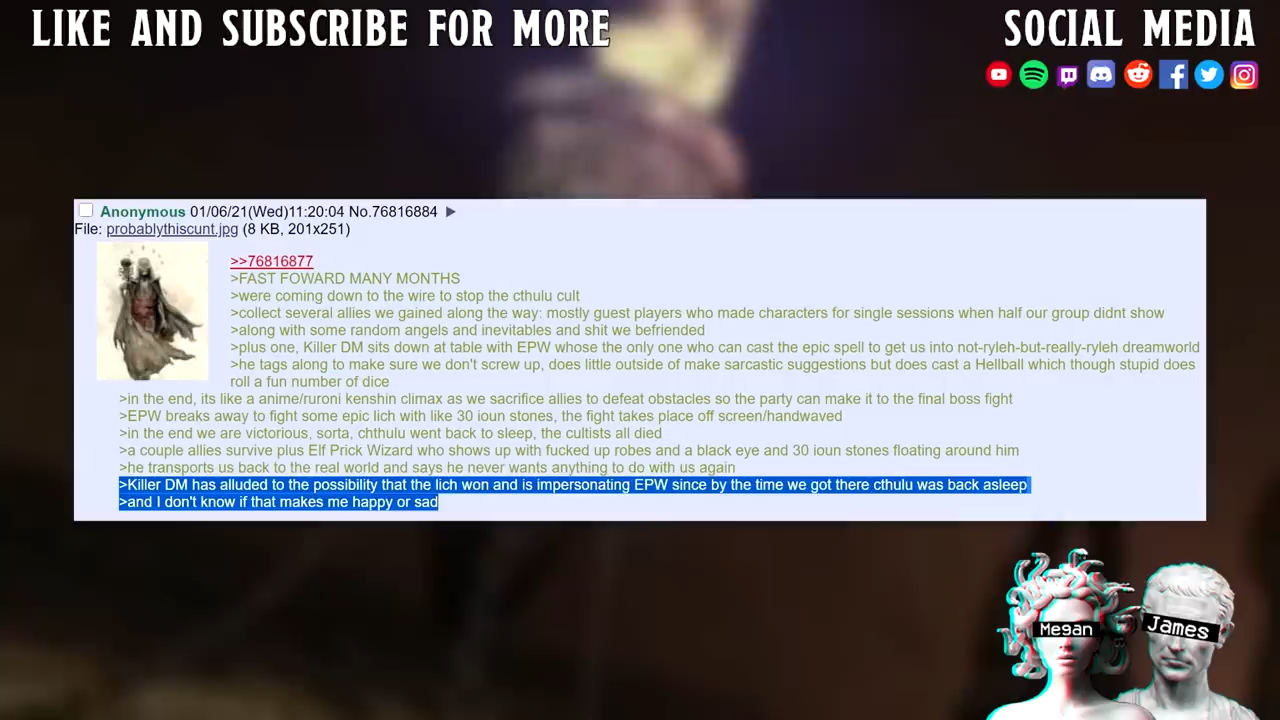 LIKE AND SUBSCRIBE FOR MORE
SOCIAL MEDIA
Anonymous 01/06/21(Wed)11:20:04 No.76816884 ▶
File: probablythiscunt.jpg (8 KB, 201x251)
>>76816877
>FAST FOWARD MANY MONTHS
>were coming down to the wire to stop the cthulu cult
>collect several allies we gained along the way: mostly guest players who made characters for single sessions when half our group didnt show
>along with some random angels and inevitables and shit we befriended
>plus one, Killer DM sits down at table with EPW whose the only one who can cast the epic spell to get us into not-ryleh-but-really-ryleh dreamworld
>he tags along to make sure we don't screw up, does little outside of make sarcastic suggestions but does cast a Hellball which though stupid does
roll a fun number of dice
>in the end, its like a anime/ruroni kenshin climax as we sacrifice allies to defeat obstacles so the party can make it to the final boss fight
>EPW breaks away to fight some epic lich with like 30 ioun stones, the fight takes place off screen/handwaved
>in the end we are victorious, sorta, chthulu went back to sleep, the cultists all died
>a couple allies survive plus Elf Prick Wizard who shows up with fucked up robes and a black eye and 30 ioun stones floating around him
>he transports us back to the real world and says he never wants anything to do with us again
>Killer DM has alluded to the possibility that the lich won and is impersonating EPW since by the time we got there cthulu was back asleep
>and I don't know if that makes me happy or sad
Megan
James